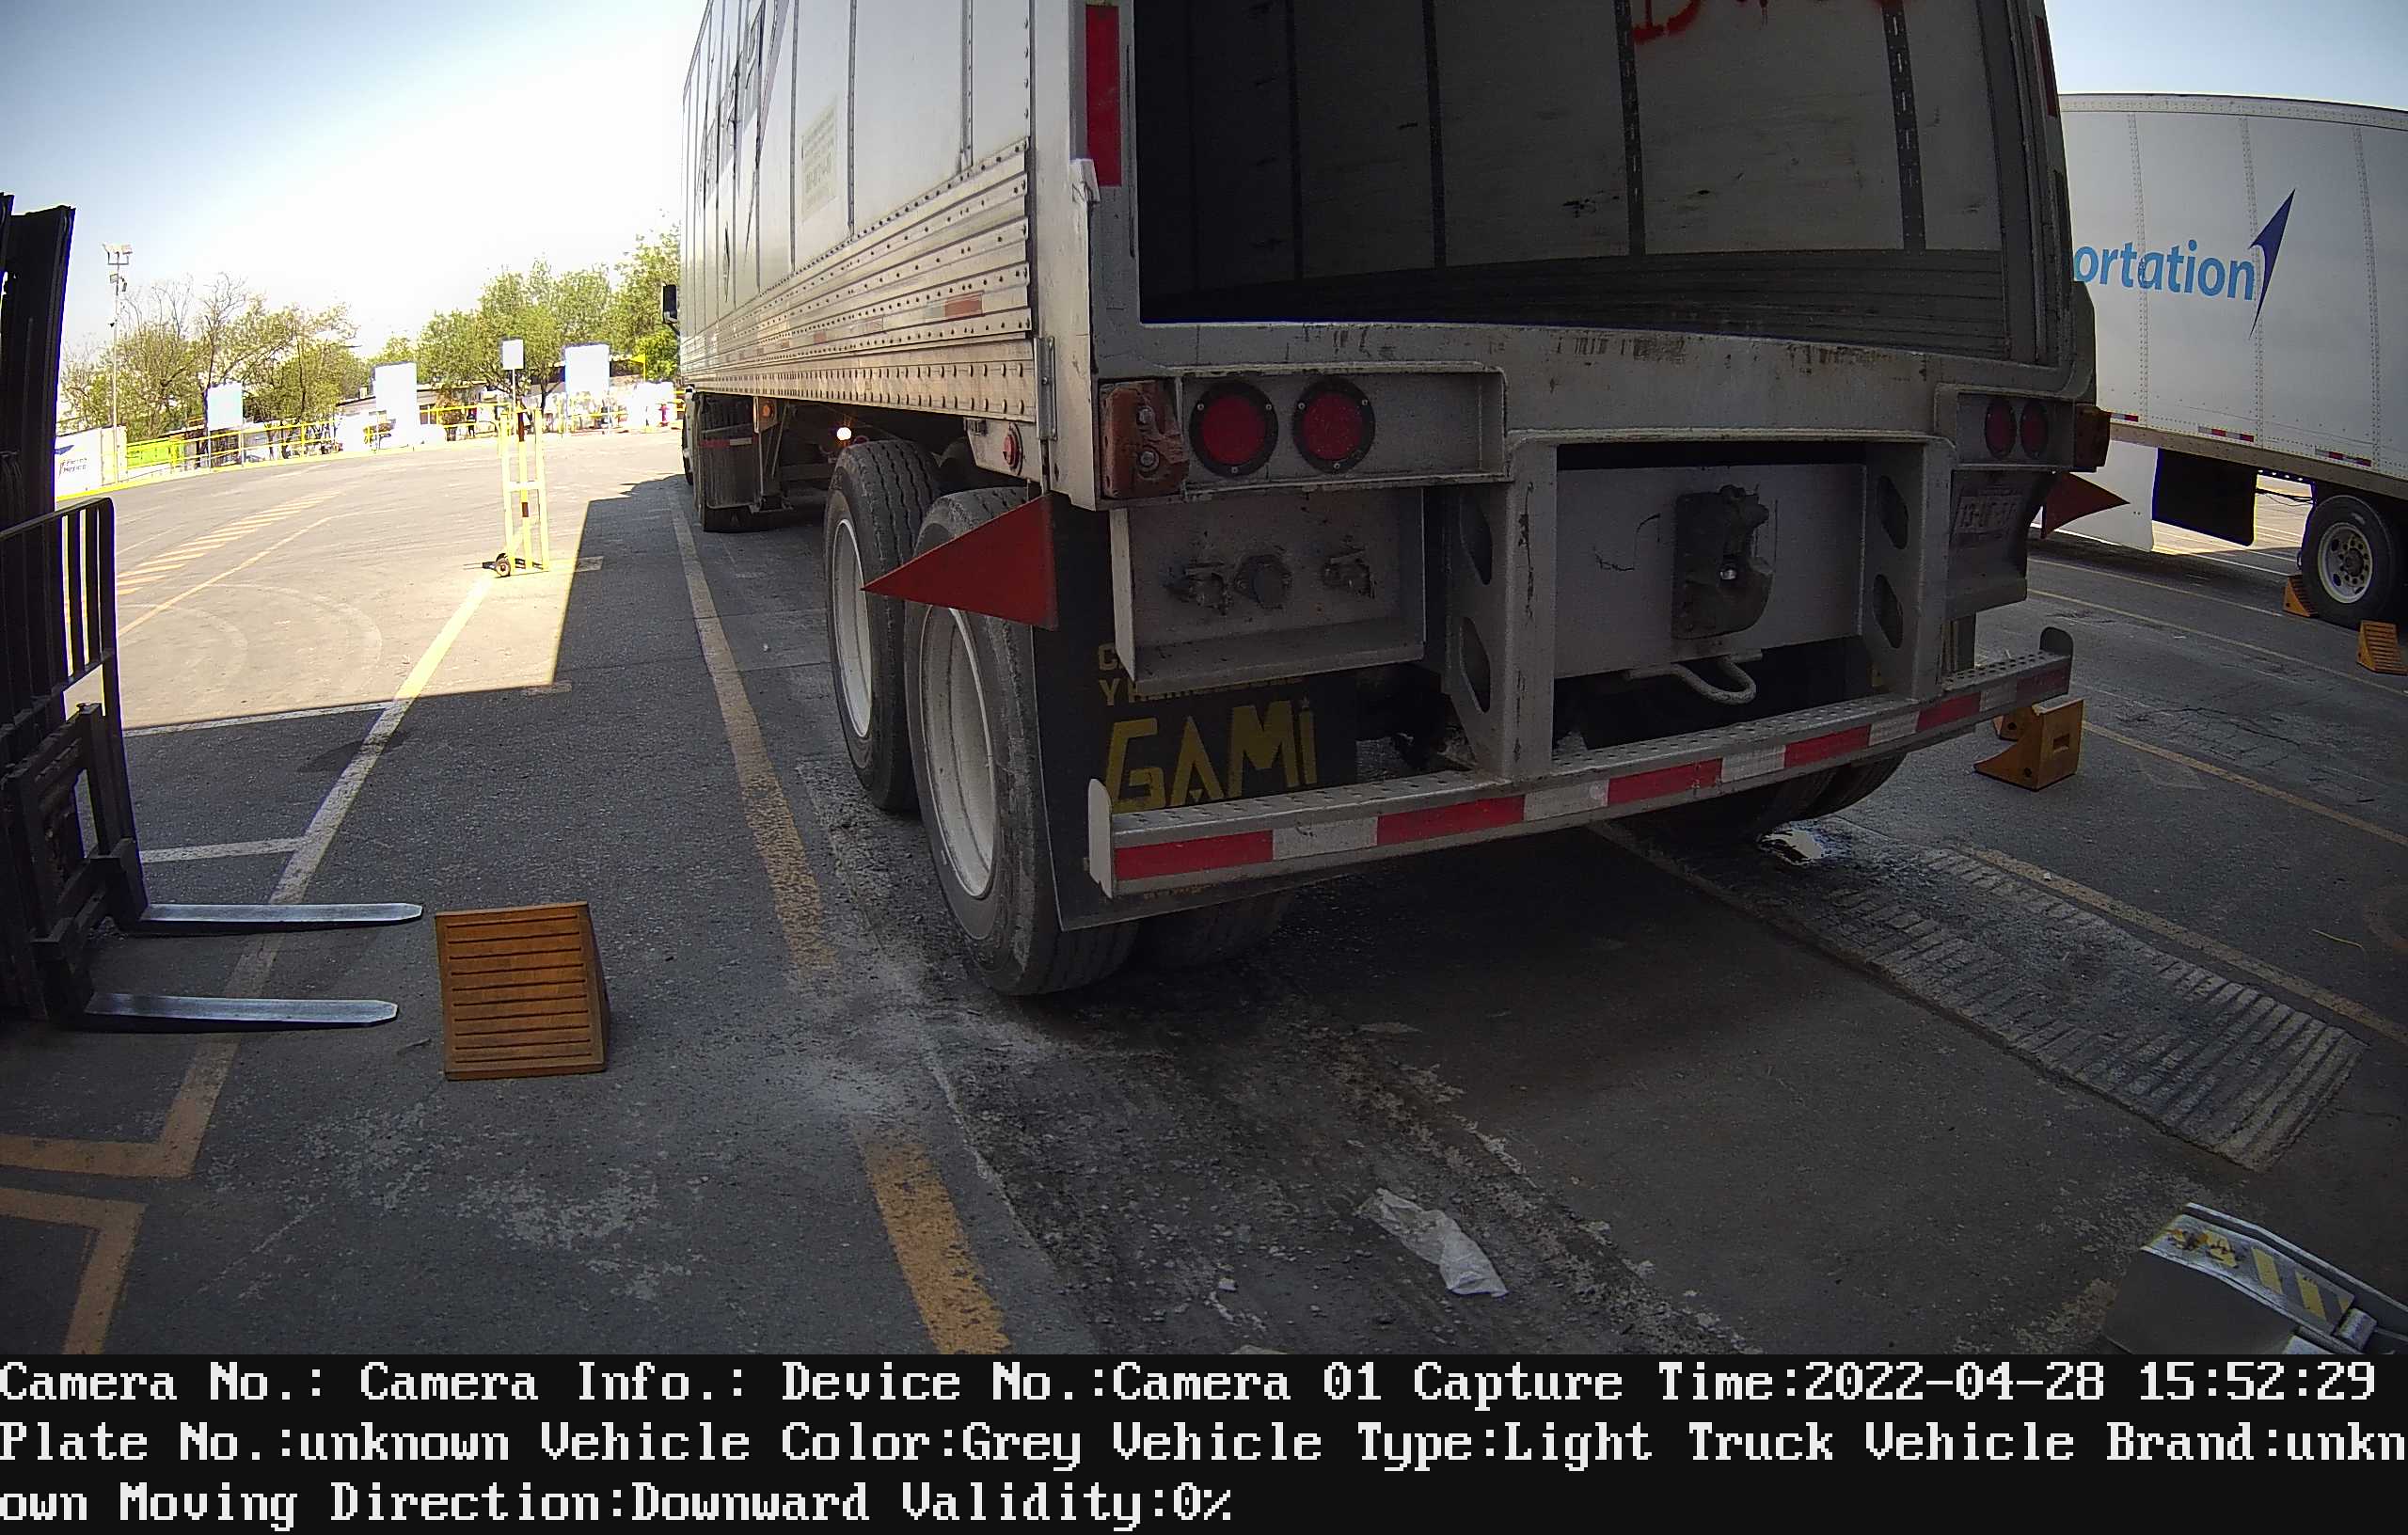 ortation
GAMi
Camera No.: Camera Info.: Device No.:Camera 01 Capture Time:2022-04-28 15:52:29
Plate No.:unknown Vehicle Color:Grey Vehicle Type:Light Truck Vehicle Brand:unkn
own Moving Direction:Downward Validity:0%